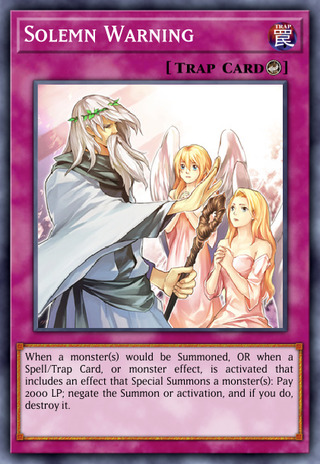 Solemn Warning
TRAP
罠
[ Trap Card ]
When a monster(s) would be Summoned, OR when a
Spell/Trap Card, or monster effect, is activated that
includes an effect that Special Summons a monster(s): Pay
2000 LP; negate the Summon or activation, and if you do,
destroy it.